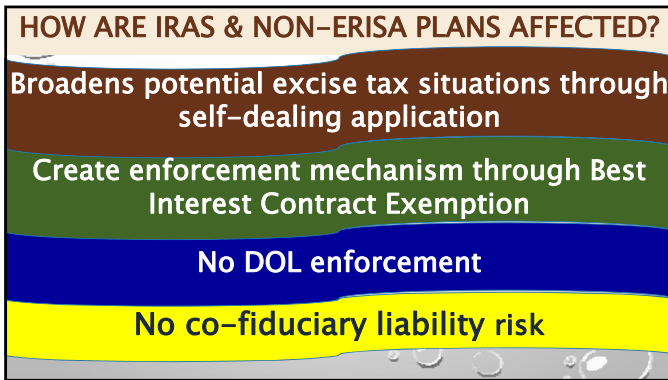 HOW ARE IRAS & NON-ERISA PLANS AFFECTED?
Broadens potential excise tax situations through
self-dealing application
Create enforcement mechanism through Best
Interest Contract Exemption
No DOL enforcement
No co-fiduciary liability risk